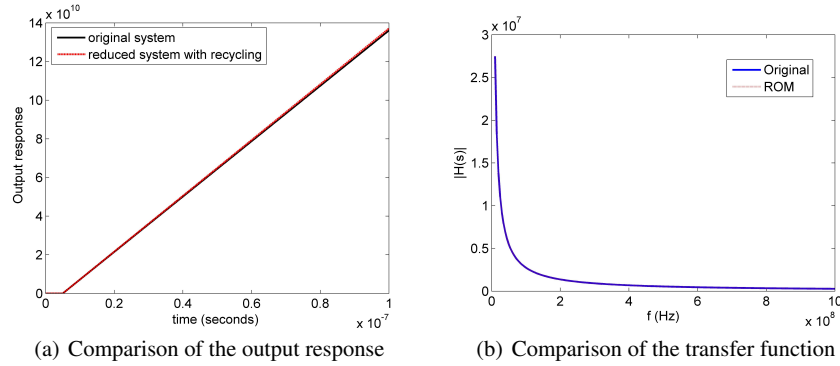 x 10^10
14
12
10
8
6
4
2
0
Output response
original system
reduced system with recycling
0 0.2 0.4 0.6 0.8 1
time (seconds)
x 10^-7
(a) Comparison of the output response
x 10^7
3
2.5
2
1.5
1
0.5
0
|H(s)|
Original
ROM
0 2 4 6 8 10
f (Hz)
x 10^8
(b) Comparison of the transfer function